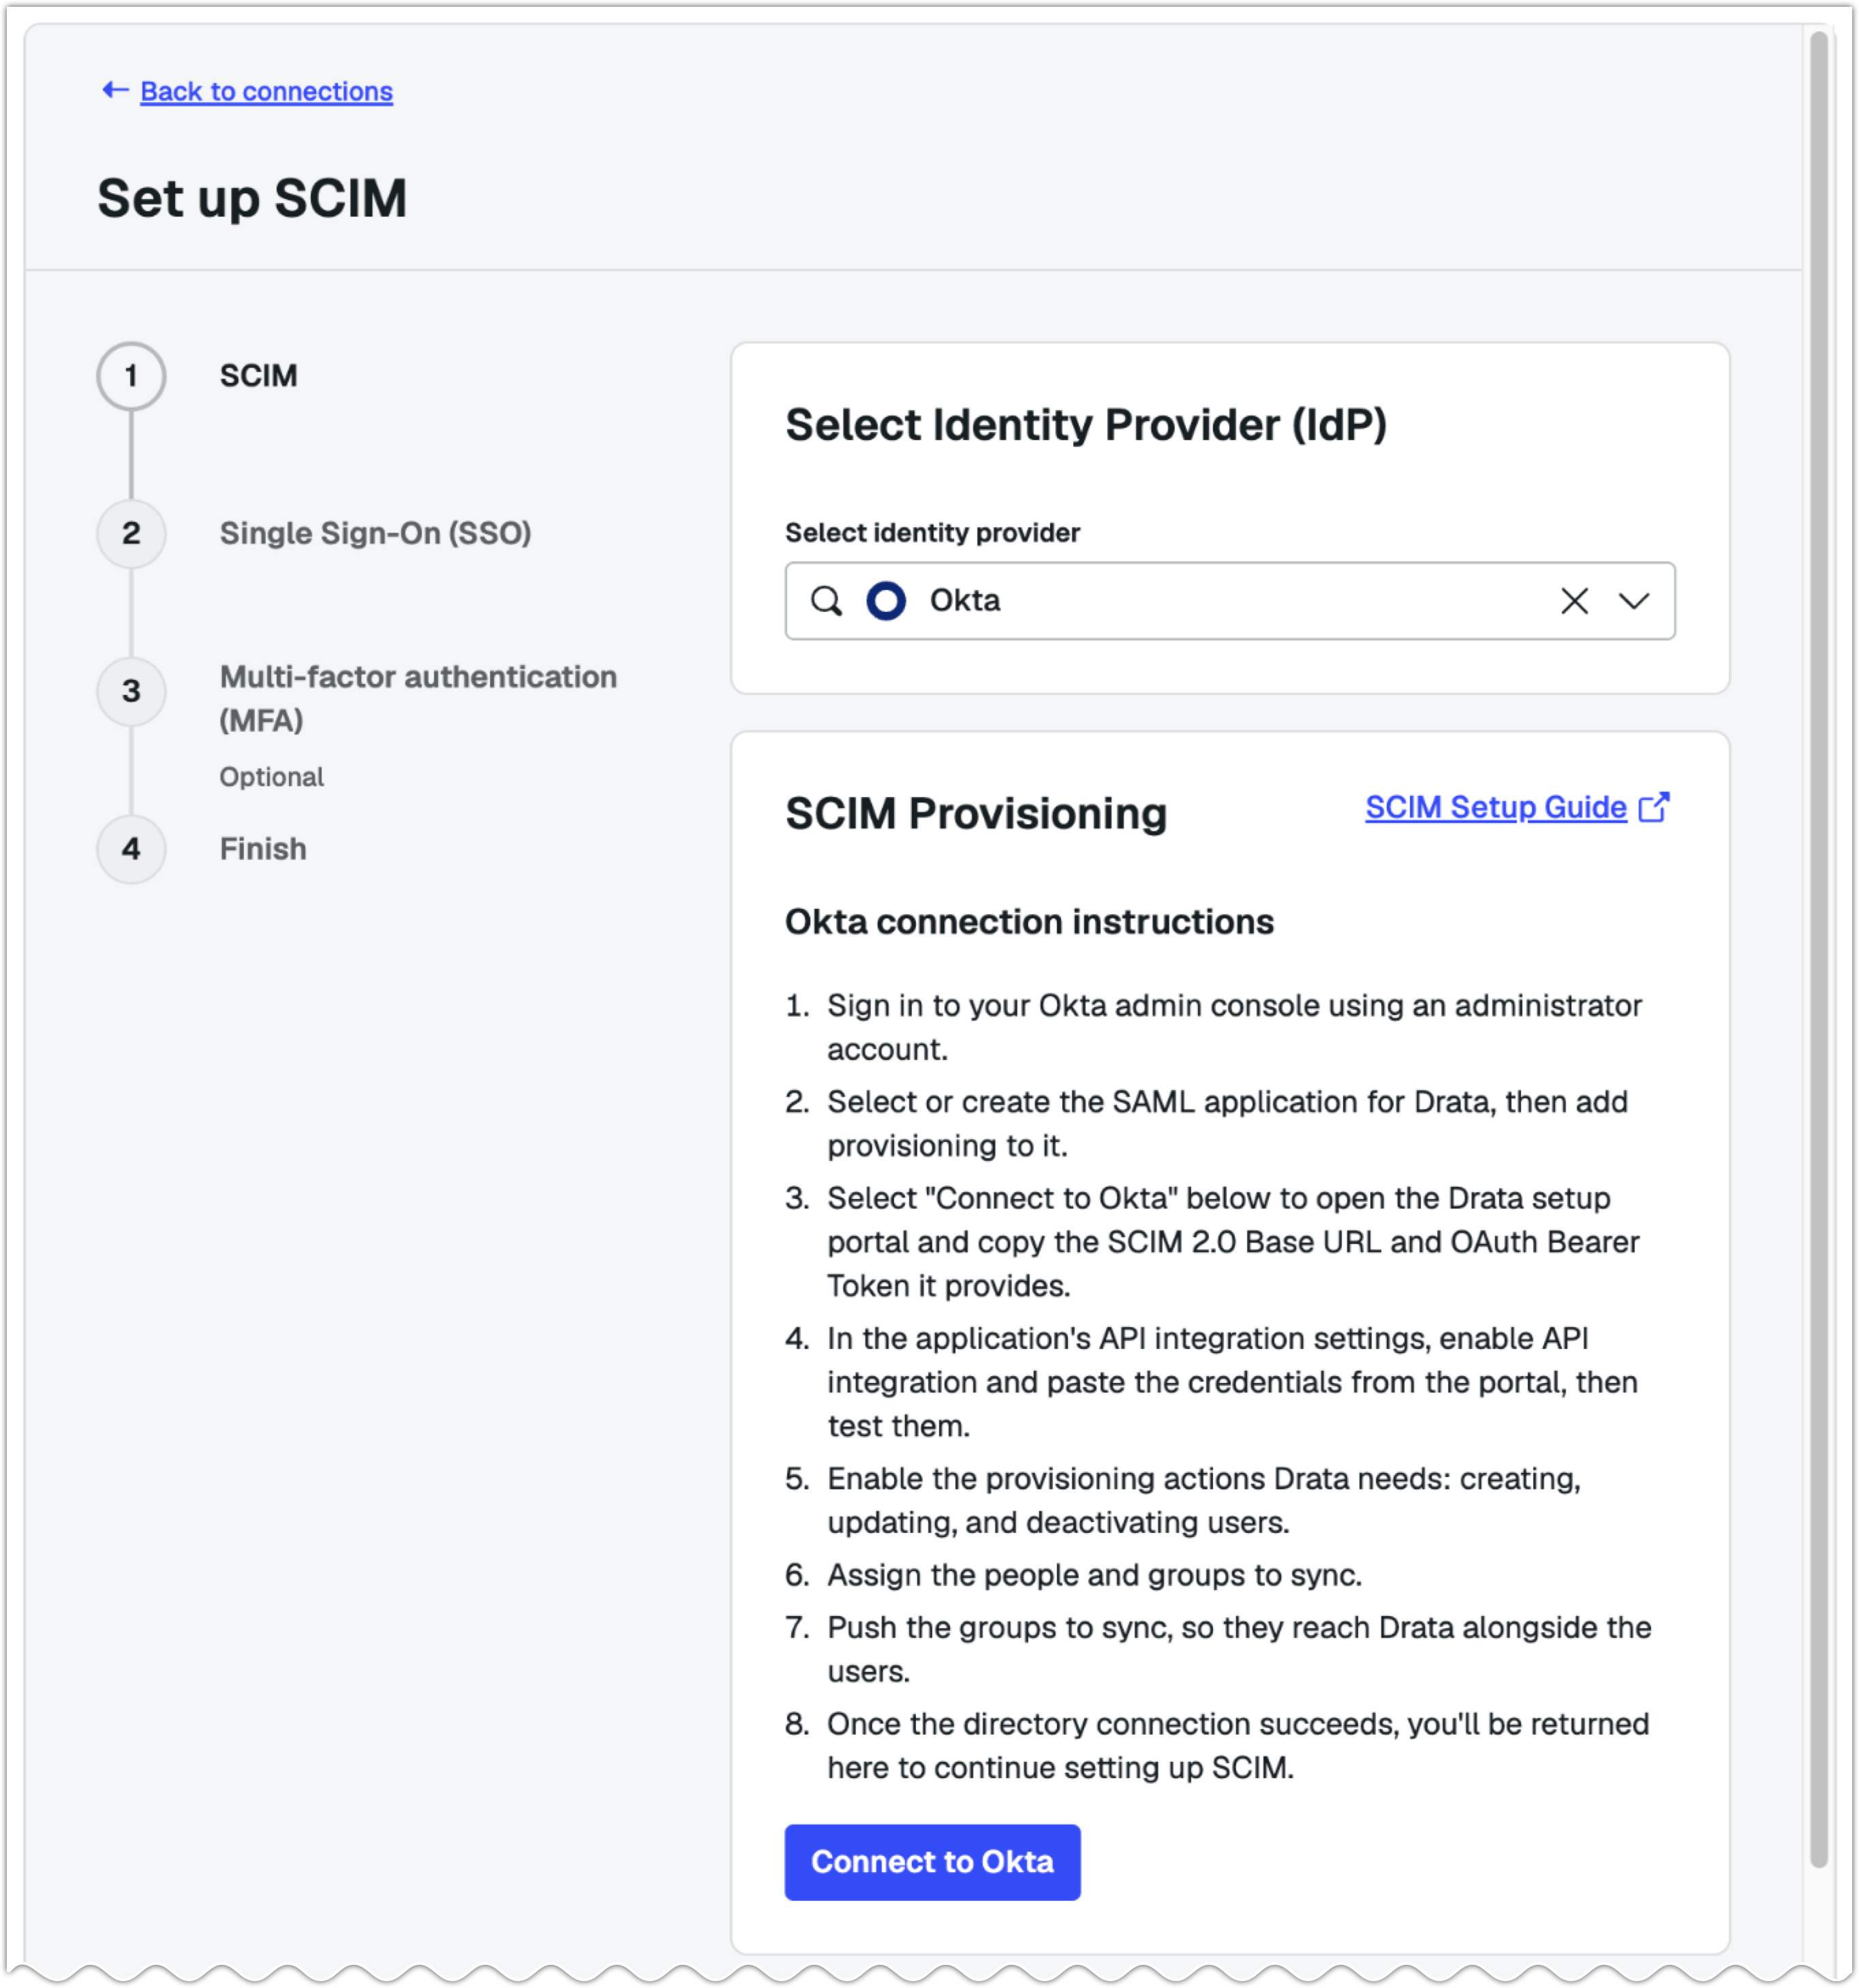 Back to connections
Set up SCIM
1
SCIM
2
Single Sign-On (SSO)
3
Multi-factor authentication
(MFA)
Optional
4
Finish
Select Identity Provider (IdP)
Select identity provider
Okta
SCIM Provisioning
SCIM Setup Guide
Okta connection instructions
1. Sign in to your Okta admin console using an administrator
account.
2. Select or create the SAML application for Drata, then add
provisioning to it.
3. Select "Connect to Okta" below to open the Drata setup
portal and copy the SCIM 2.0 Base URL and OAuth Bearer
Token it provides.
4. In the application's API integration settings, enable API
integration and paste the credentials from the portal, then
test them.
5. Enable the provisioning actions Drata needs: creating,
updating, and deactivating users.
6. Assign the people and groups to sync.
7. Push the groups to sync, so they reach Drata alongside the
users.
8. Once the directory connection succeeds, you'll be returned
here to continue setting up SCIM.
Connect to Okta